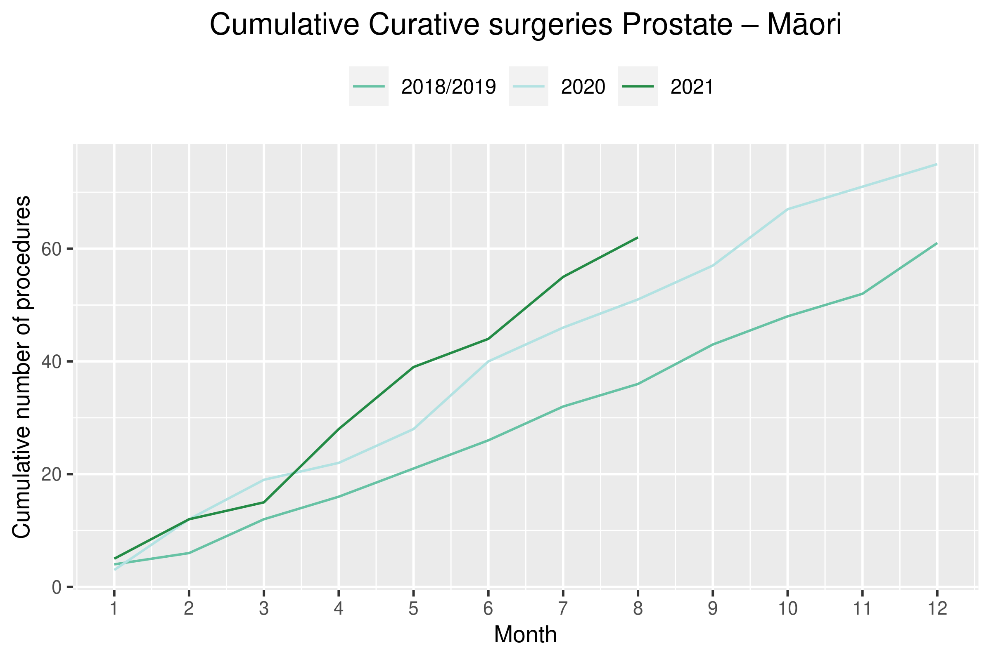 Cumulative Curative surgeries Prostate – Māori
2018/2019 2020 2021
Cumulative number of procedures
60
40
20
0
1 2 3 4 5 6 7 8 9 10 11 12
Month